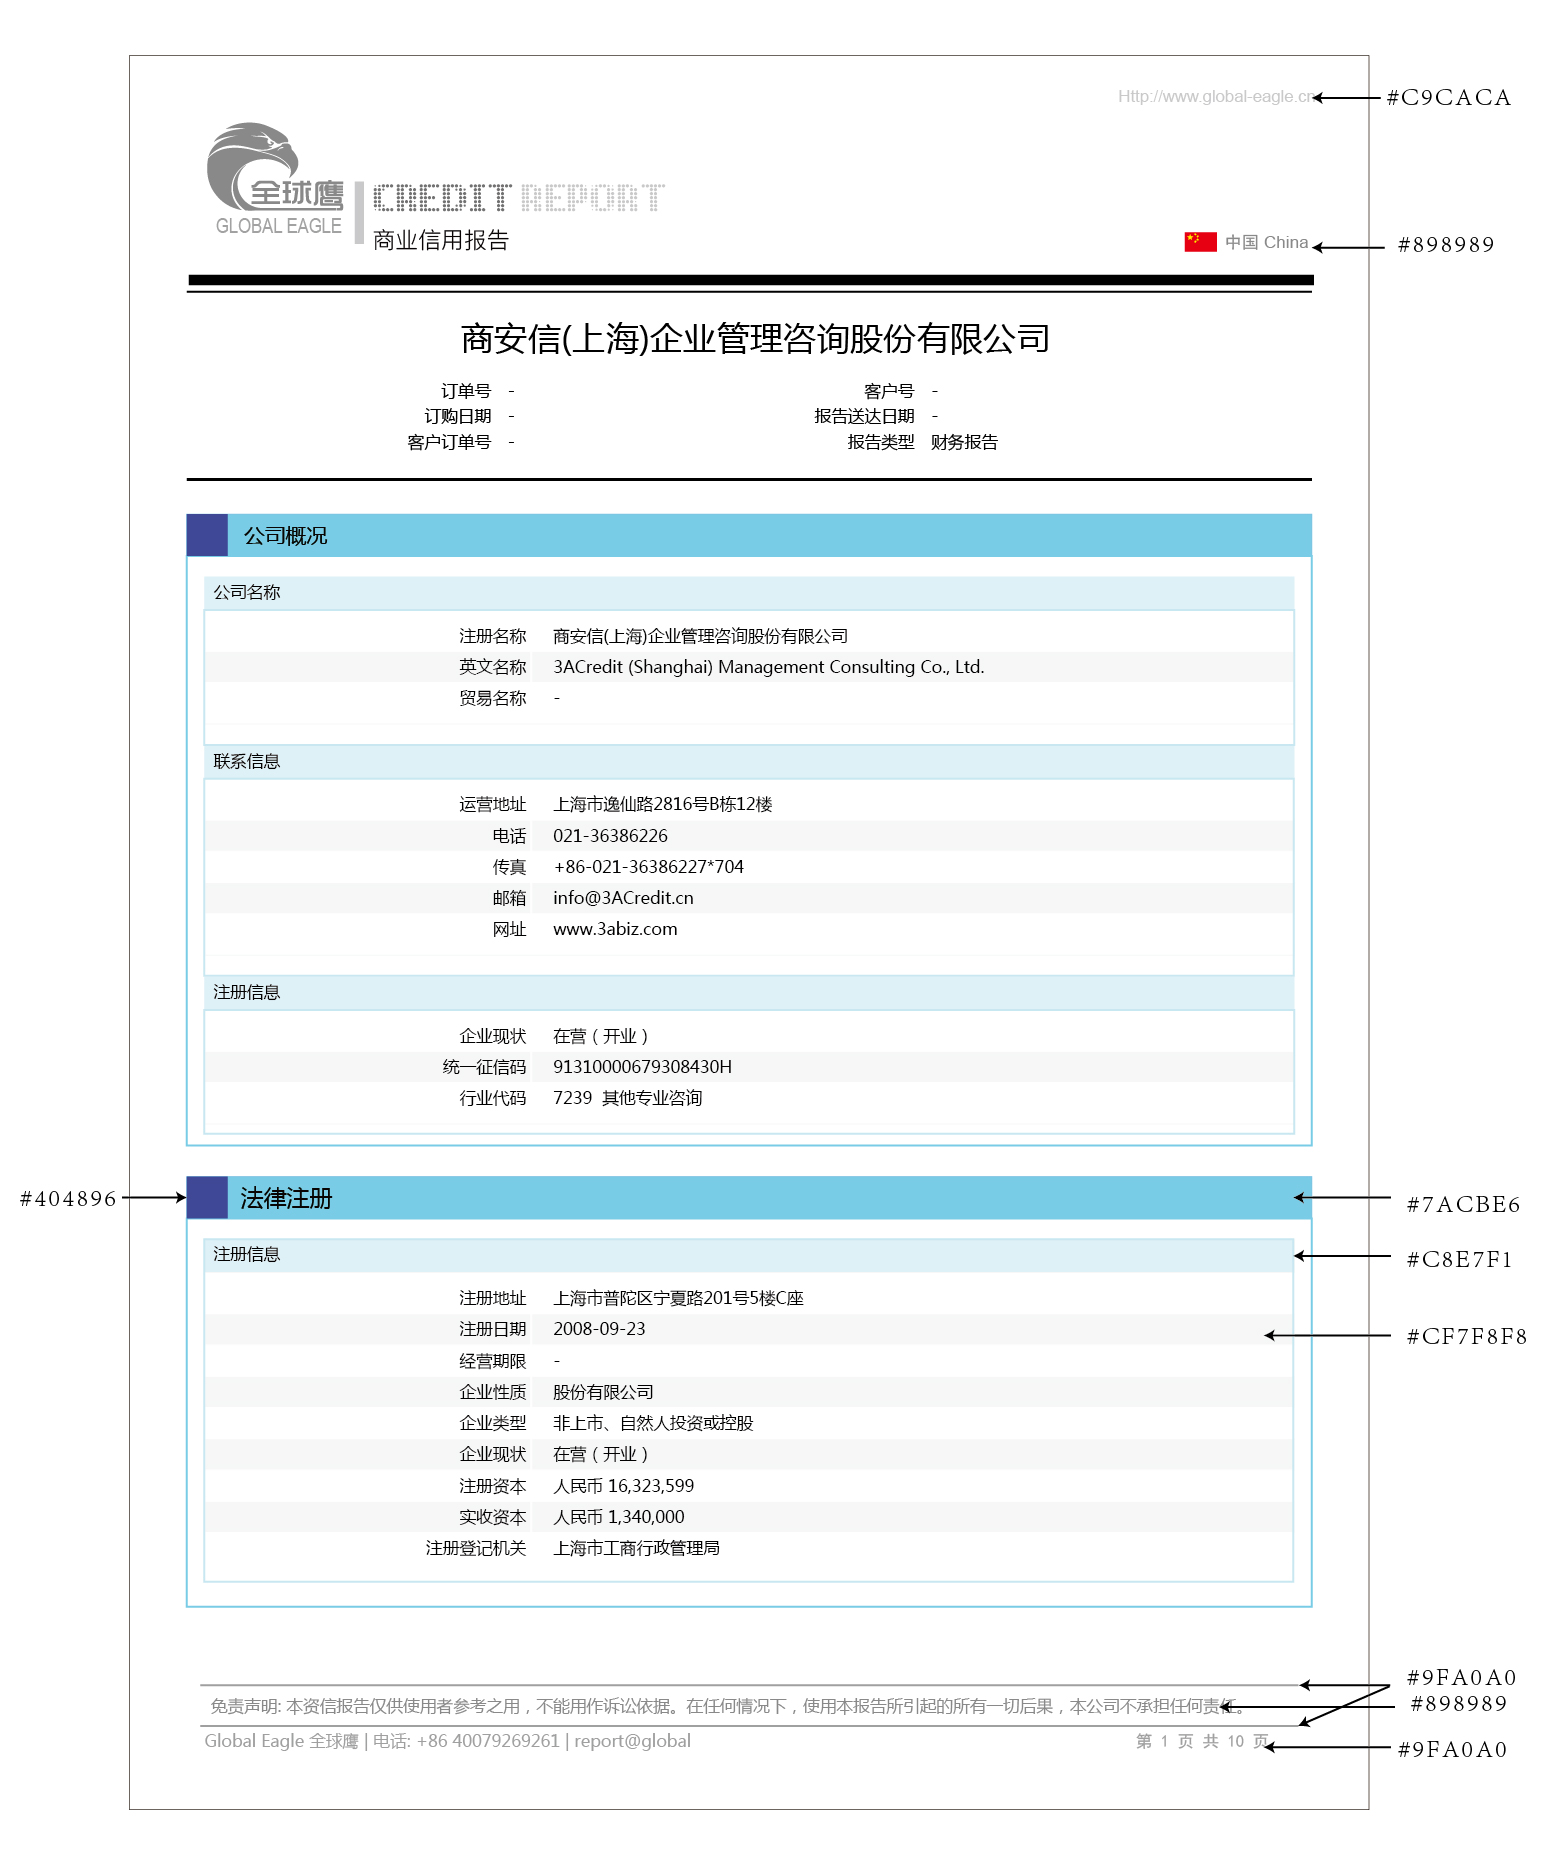 Http://www.global-eagle.cn
#C9CACA
全球鹰
GLOBAL EAGLE
CREDIT REPORT
商业信用报告
中国 China
#898989
商安信(上海)企业管理咨询股份有限公司
订单号 -
客户号 -
订购日期 -
报告送达日期 -
客户订单号 -
报告类型 财务报告
公司概况
公司名称
注册名称 商安信(上海)企业管理咨询股份有限公司
英文名称 3ACredit (Shanghai) Management Consulting Co., Ltd.
贸易名称 -
联系信息
运营地址 上海市逸仙路2816号B栋12楼
电话 021-36386226
传真 +86-021-36386227*704
邮箱 info@3ACredit.cn
网址 www.3abiz.com
注册信息
企业现状 在营（开业）
统一征信码 91310000679308430H
行业代码 7239 其他专业咨询
#404896
法律注册
#7ACBE6
注册信息
#C8E7F1
注册地址 上海市普陀区宁夏路201号5楼C座
注册日期 2008-09-23
#CF7F8F8
经营期限 -
企业性质 股份有限公司
企业类型 非上市、自然人投资或控股
企业现状 在营（开业）
注册资本 人民币 16,323,599
实收资本 人民币 1,340,000
注册登记机关 上海市工商行政管理局
#9FA0A0
免责声明: 本资信报告仅供使用者参考之用，不能用作诉讼依据。在任何情况下，使用本报告所引起的所有一切后果，本公司不承担任何责任。
#898989
Global Eagle 全球鹰 | 电话: +86 40079269261 | report@global
第 1 页 共 10 页
#9FA0A0